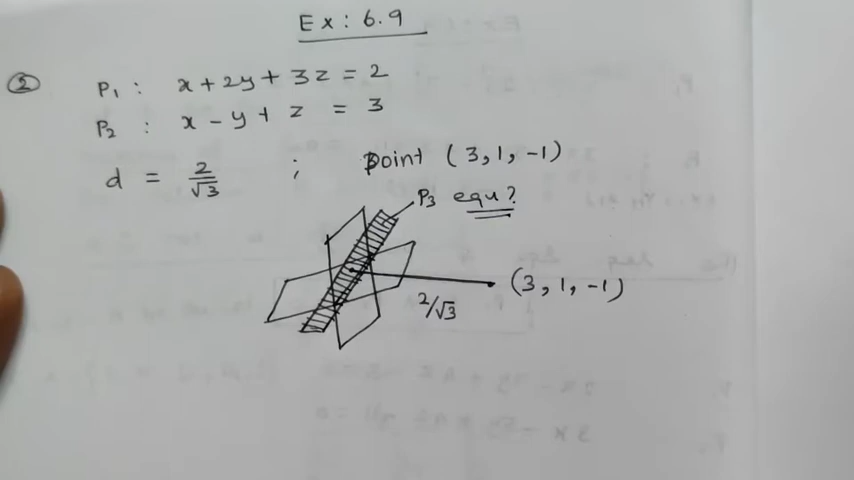 Ex: 6.9
② P₁ : x + 2y + 3z = 2
P₂ : x - y + z = 3
d = 2/√3 ; point (3, 1, -1)
P₃ equ?
(3, 1, -1)
2/√3